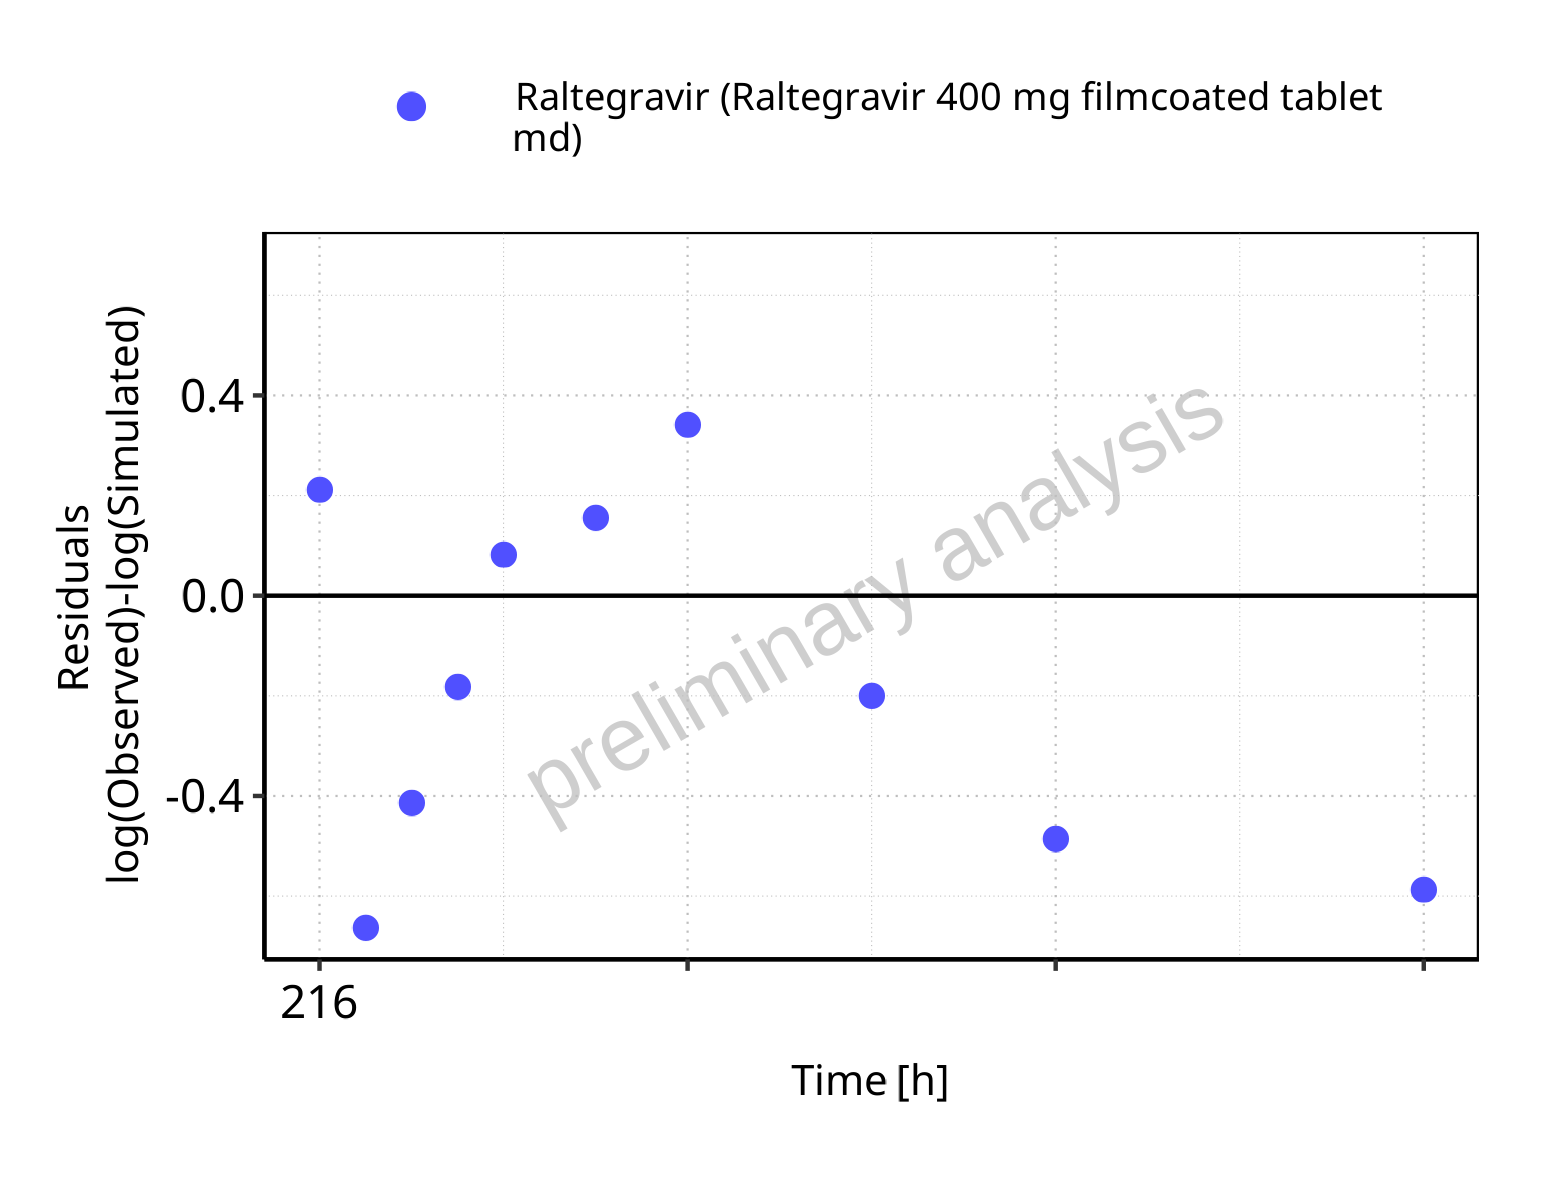 Raltegravir (Raltegravir 400 mg filmcoated tablet
md)
Residuals
log(Observed)-log(Simulated)
0.4
0.0
-0.4
preliminary analysis
216
Time [h]